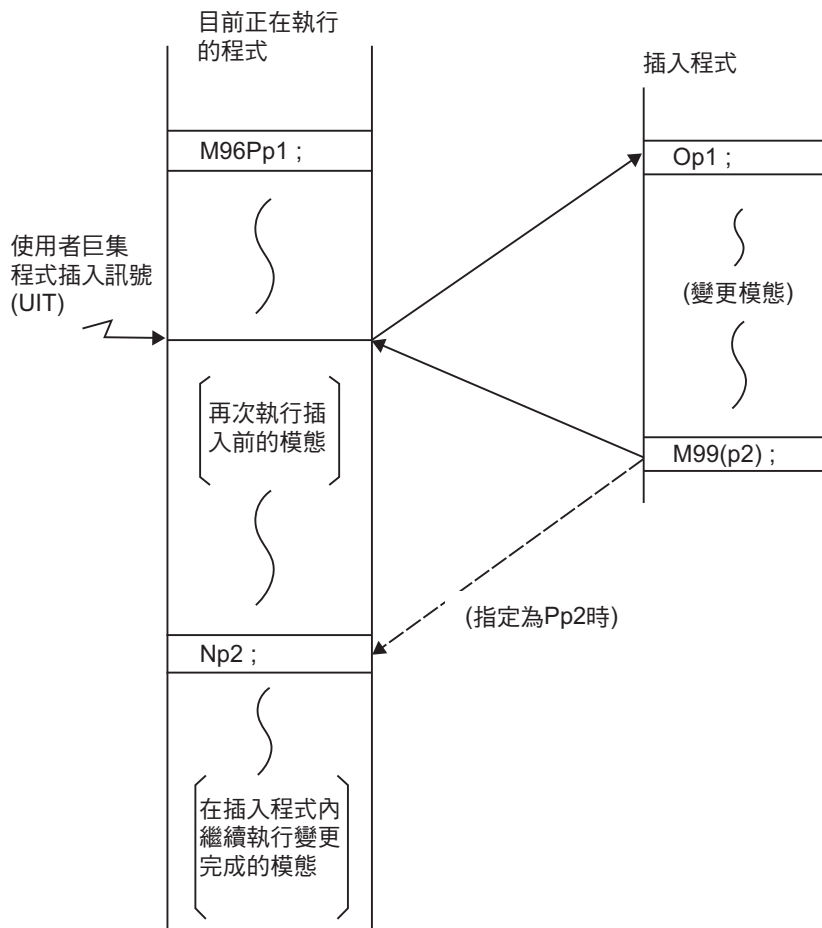 目前正在執行
的程式
M96Pp1 ;
使用者巨集
程式插入訊號
(UIT)
再次執行插
入前的模態
Np2 ;
在插入程式內
繼續執行變更
完成的模態
插入程式
Op1 ;
(變更模態)
M99(p2) ;
(指定為Pp2時)